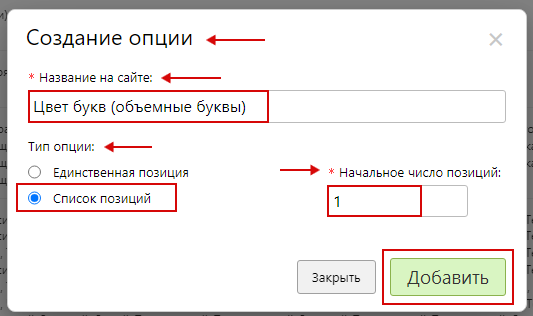 Создание опции
* Название на сайте:
Цвет букв (объемные буквы)
Тип опции:
Единственная позиция
* Начальное число позиций:
Список позиций
1
Закрыть
Добавить